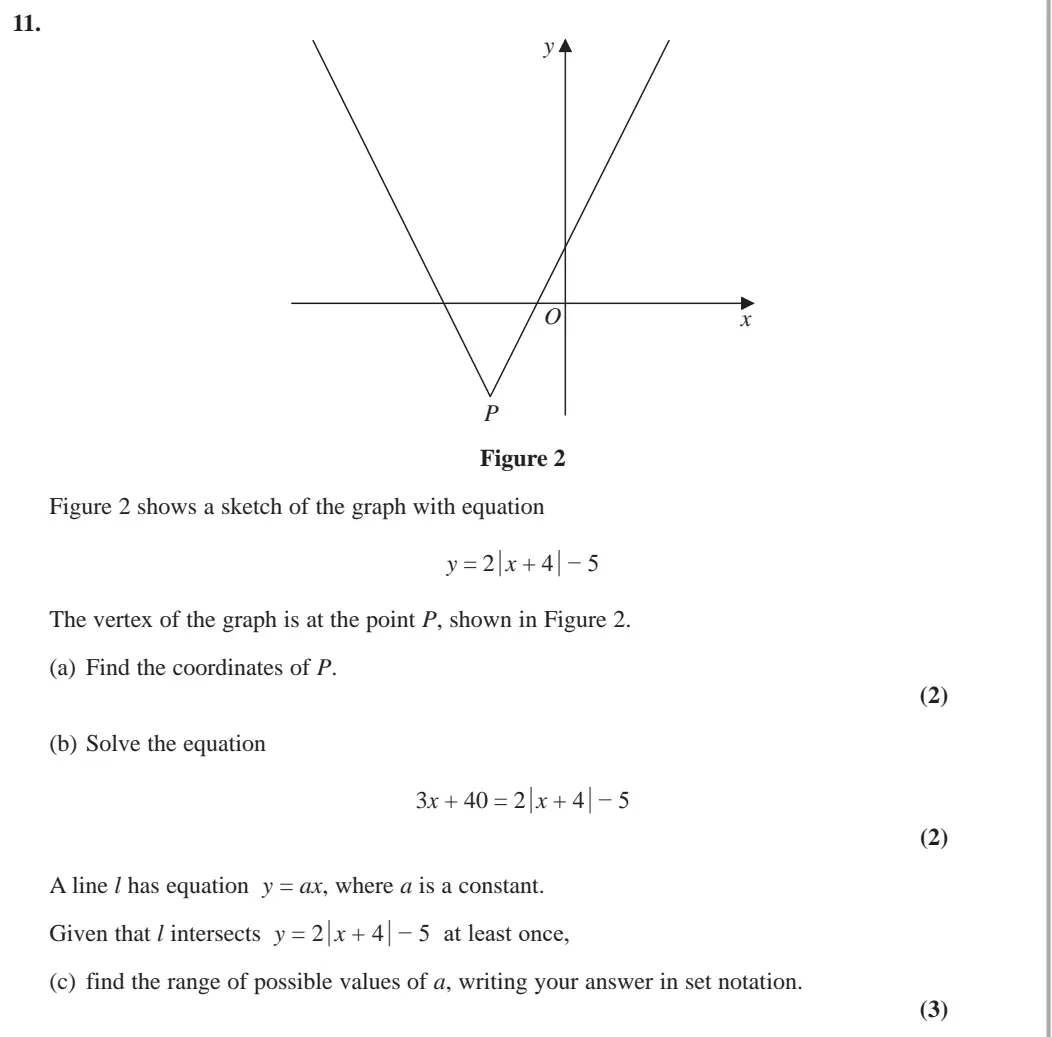 11.
y
O
x
P
Figure 2
Figure 2 shows a sketch of the graph with equation
y = 2|x + 4| − 5
The vertex of the graph is at the point P, shown in Figure 2.
(a) Find the coordinates of P.
(2)
(b) Solve the equation
3x + 40 = 2|x + 4| − 5
(2)
A line l has equation y = ax, where a is a constant.
Given that l intersects y = 2|x + 4| − 5 at least once,
(c) find the range of possible values of a, writing your answer in set notation.
(3)